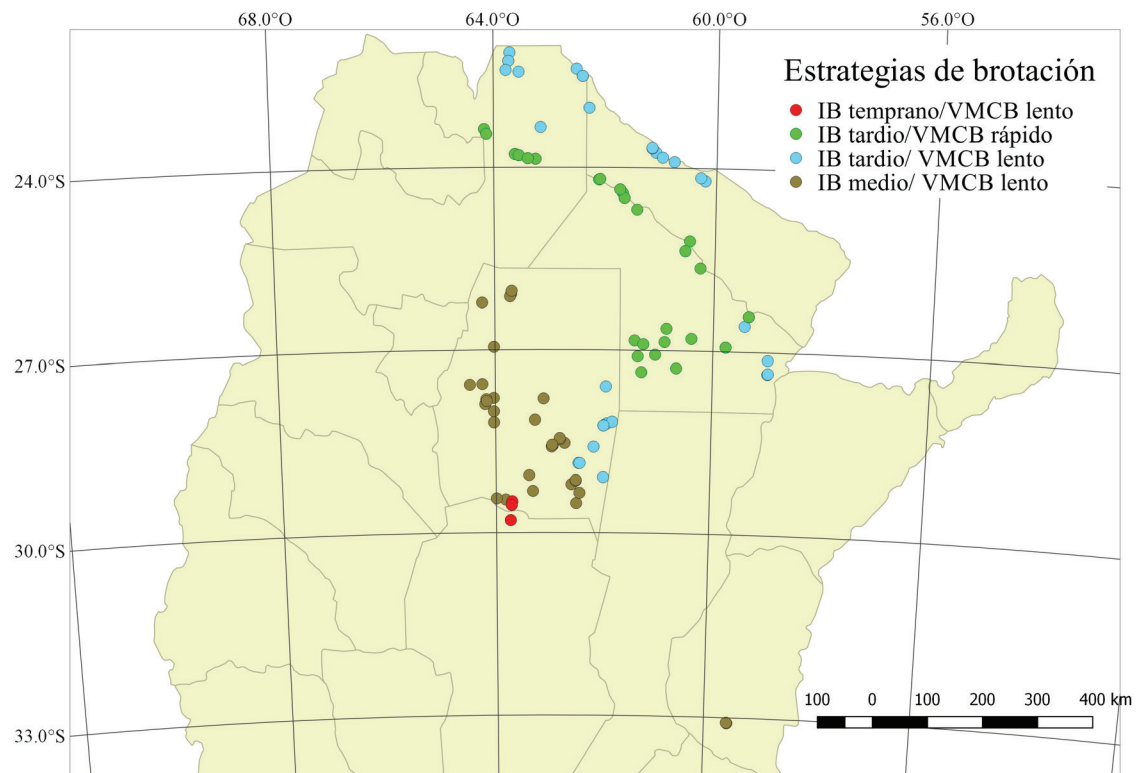 68.0°O 64.0°O 60.0°O 56.0°O
Estrategias de brotación
IB temprano/VMCB lento
IB tardio/VMCB rápido
IB tardio/ VMCB lento
IB medio/ VMCB lento
24.0°S
27.0°S
30.0°S
33.0°S
100 0 100 200 300 400 km